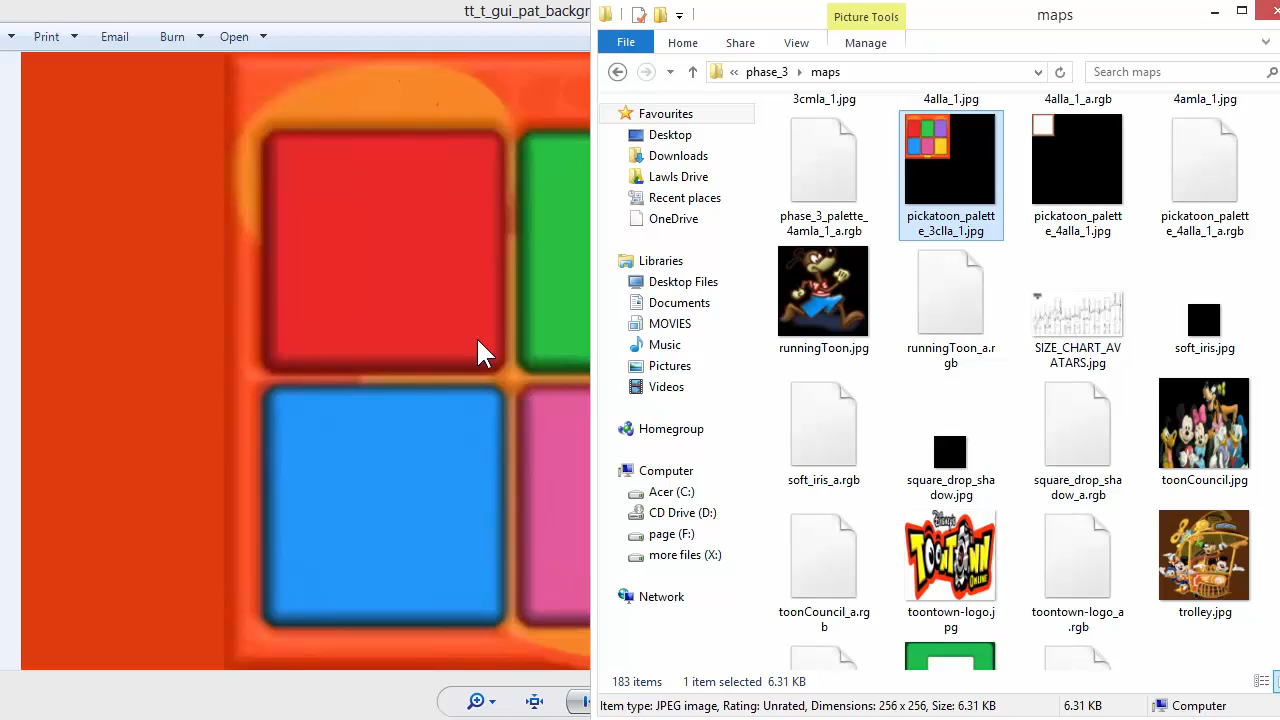 tt_t_gui_pat_backgr
Print
Email
Burn
Open
Picture Tools
maps
File
Home
Share
View
Manage
« phase_3 maps
Search maps
Favourites
Desktop
Downloads
Lawls Drive
Recent places
OneDrive
Libraries
Desktop Files
Documents
MOVIES
Music
Pictures
Videos
Homegroup
Computer
Acer (C:)
CD Drive (D:)
page (F:)
more files (X:)
Network
3cmla_1.jpg
4alla_1.jpg
4alla_1_a.rgb
4amla_1.jpg
phase_3_palette_
4amla_1_a.rgb
pickatoon_palett
e_3clla_1.jpg
pickatoon_palett
e_4alla_1.jpg
pickatoon_palett
e_4alla_1_a.rgb
runningToon.jpg
runningToon_a.r
gb
SIZE_CHART_AV
ATARS.jpg
soft_iris.jpg
soft_iris_a.rgb
square_drop_sha
dow.jpg
square_drop_sha
dow_a.rgb
toonCouncil.jpg
toonCouncil_a.rg
b
Disney's
TOONTOWN
ONLINE
toontown-logo.j
pg
toontown-logo_a
.rgb
trolley.jpg
183 items
1 item selected 6.31 KB
Item type: JPEG image, Rating: Unrated, Dimensions: 256 x 256, Size: 6.31 KB
6.31 KB
Computer